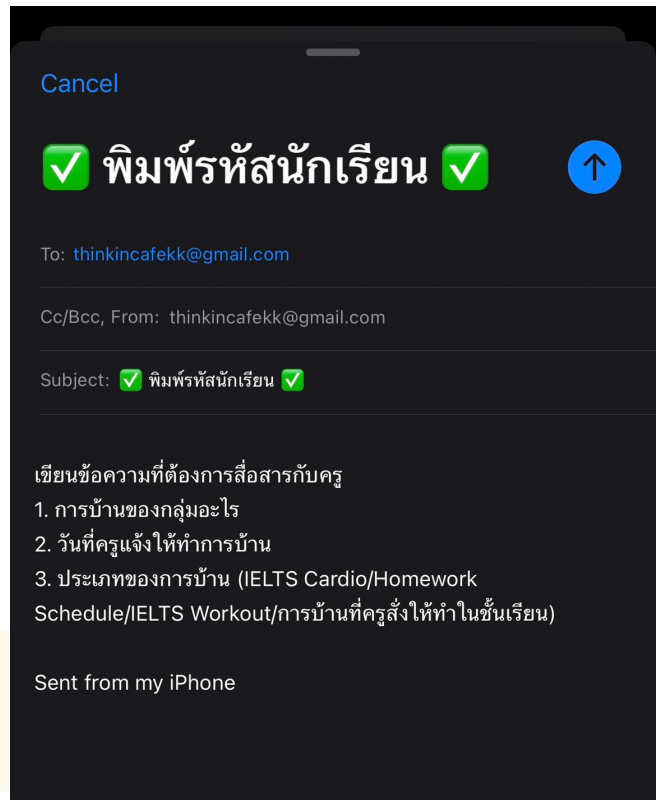 Cancel
✅ พิมพ์รหัสนักเรียน ✅
To: thinkincafekk@gmail.com
Cc/Bcc, From: thinkincafekk@gmail.com
Subject: ✅ พิมพ์รหัสนักเรียน ✅
เขียนข้อความที่ต้องการสื่อสารกับครู
1. การบ้านของกลุ่มอะไร
2. วันที่ครูแจ้งให้ทำการบ้าน
3. ประเภทของการบ้าน (IELTS Cardio/Homework
Schedule/IELTS Workout/การบ้านที่ครูสั่งให้ทำในชั้นเรียน)
Sent from my iPhone